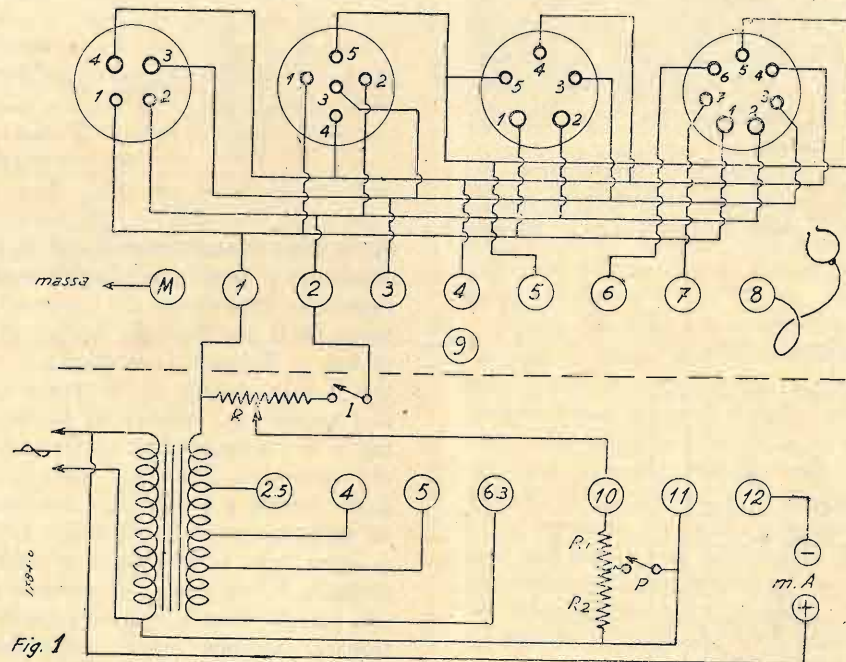 4 3 1 2
5 1 2 3 4
4 5 3 1 2
5 6 4 7 3 1 2
massa M 1 2 3 4 5 6 7 8
9
R I
2.5 4 5 6.3 10 11 12
R1 P
R2
−
m.A
+
Fig. 1